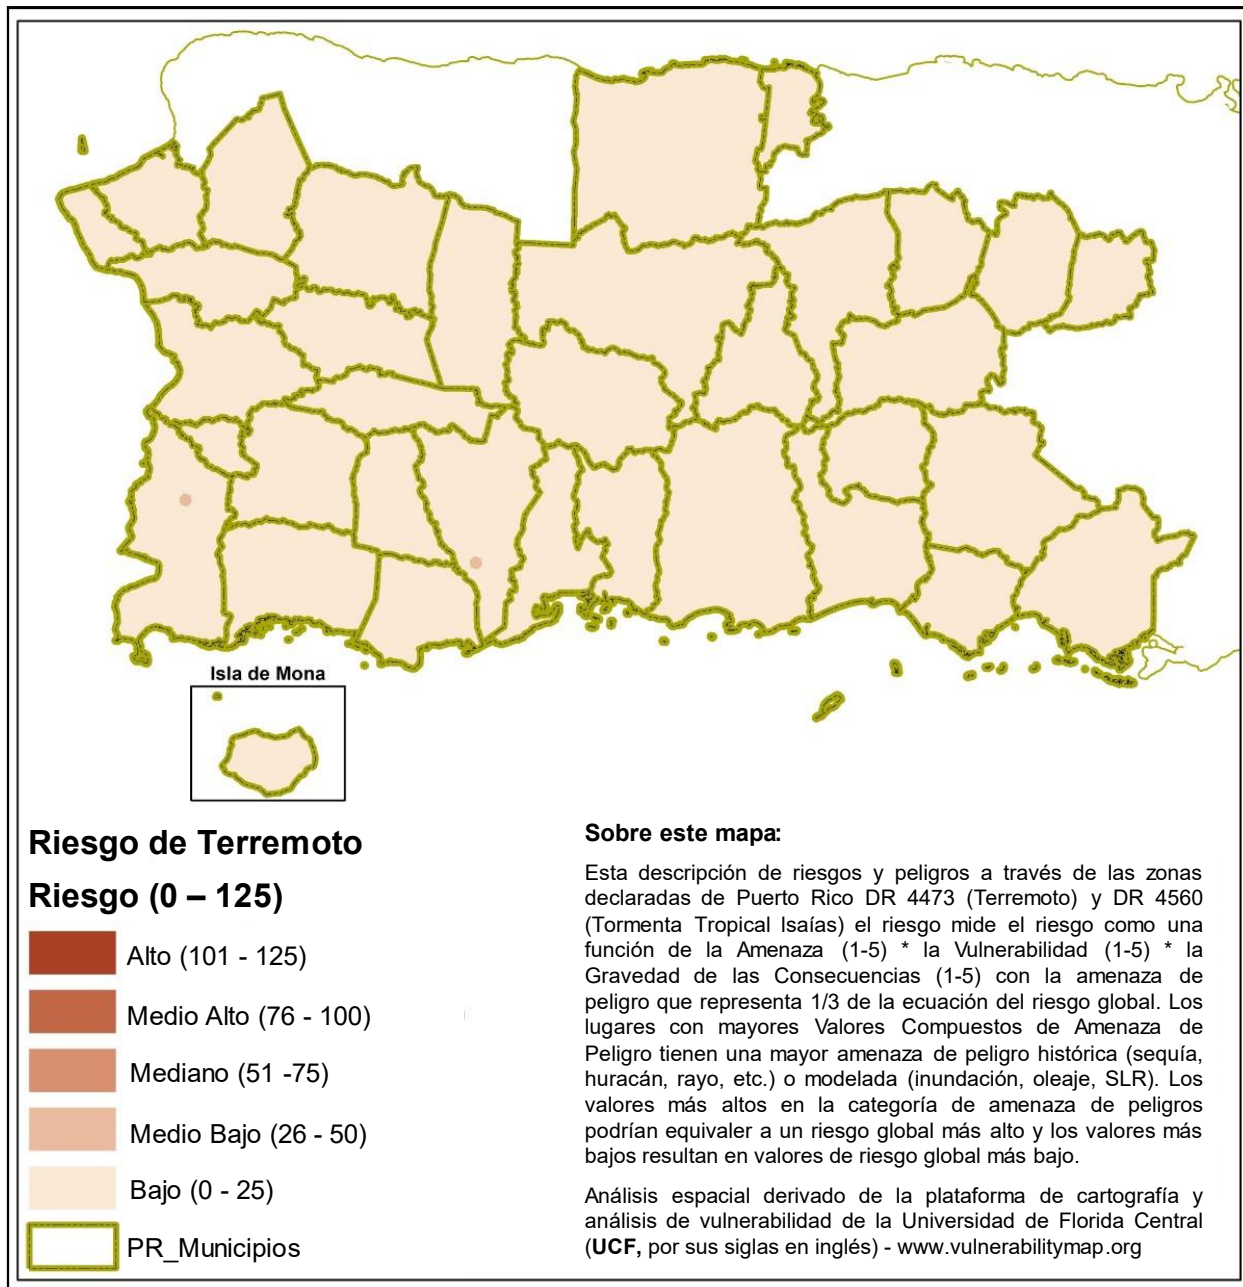 Isla de Mona
Riesgo de Terremoto
Riesgo (0 – 125)
Alto (101 - 125)
Medio Alto (76 - 100)
Mediano (51 -75)
Medio Bajo (26 - 50)
Bajo (0 - 25)
PR_Municipios
Sobre este mapa:
Esta descripción de riesgos y peligros a través de las zonas
declaradas de Puerto Rico DR 4473 (Terremoto) y DR 4560
(Tormenta Tropical Isaías) el riesgo mide el riesgo como una
función de la Amenaza (1-5) * la Vulnerabilidad (1-5) * la
Gravedad de las Consecuencias (1-5) con la amenaza de
peligro que representa 1/3 de la ecuación del riesgo global. Los
lugares con mayores Valores Compuestos de Amenaza de
Peligro tienen una mayor amenaza de peligro histórica (sequía,
huracán, rayo, etc.) o modelada (inundación, oleaje, SLR). Los
valores más altos en la categoría de amenaza de peligros
podrían equivaler a un riesgo global más alto y los valores más
bajos resultan en valores de riesgo global más bajo.
Análisis espacial derivado de la plataforma de cartografía y
análisis de vulnerabilidad de la Universidad de Florida Central
(UCF, por sus siglas en inglés) - www.vulnerabilitymap.org